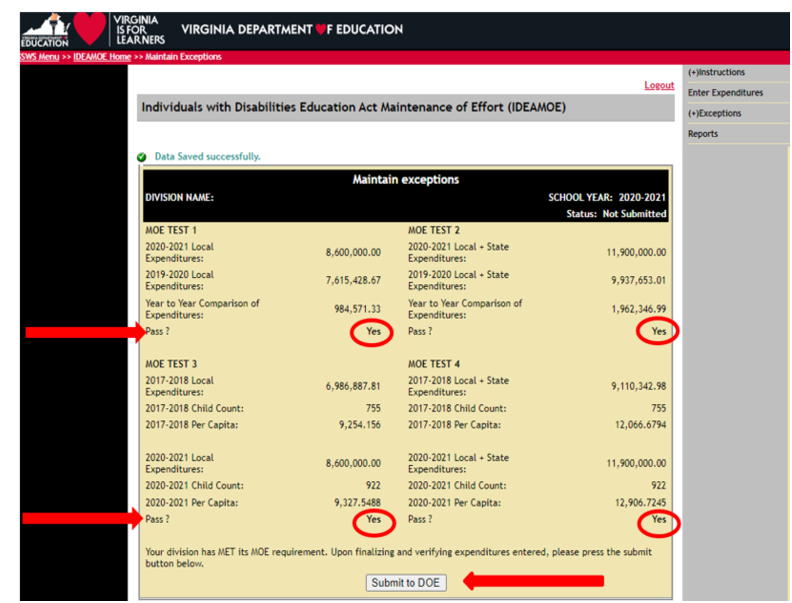 VIRGINIA
IS FOR
LEARNERS
EDUCATION
VIRGINIA DEPARTMENT F EDUCATION
SWS Menu >> IDEAMOE Home >> Maintain Exceptions
(+)Instructions
Logout
Enter Expenditures
Individuals with Disabilities Education Act Maintenance of Effort (IDEAMOE)
(+)Exceptions
Reports
Data Saved successfully.
Maintain exceptions
DIVISION NAME: SCHOOL YEAR: 2020-2021
Status: Not Submitted
MOE TEST 1 MOE TEST 2
2020-2021 Local Expenditures: 8,600,000.00 2020-2021 Local + State Expenditures: 11,900,000.00
2019-2020 Local Expenditures: 7,615,428.67 2019-2020 Local + State Expenditures: 9,937,653.01
Year to Year Comparison of Expenditures: 984,571.33 Year to Year Comparison of Expenditures: 1,962,346.99
Pass ? Yes Pass ? Yes
MOE TEST 3 MOE TEST 4
2017-2018 Local Expenditures: 6,986,887.81 2017-2018 Local + State Expenditures: 9,110,342.98
2017-2018 Child Count: 755 2017-2018 Child Count: 755
2017-2018 Per Capita: 9,254.156 2017-2018 Per Capita: 12,066.6794
2020-2021 Local Expenditures: 8,600,000.00 2020-2021 Local + State Expenditures: 11,900,000.00
2020-2021 Child Count: 922 2020-2021 Child Count: 922
2020-2021 Per Capita: 9,327.5488 2020-2021 Per Capita: 12,906.7245
Pass ? Yes Pass ? Yes
Your division has MET its MOE requirement. Upon finalizing and verifying expenditures entered, please press the submit
button below.
Submit to DOE